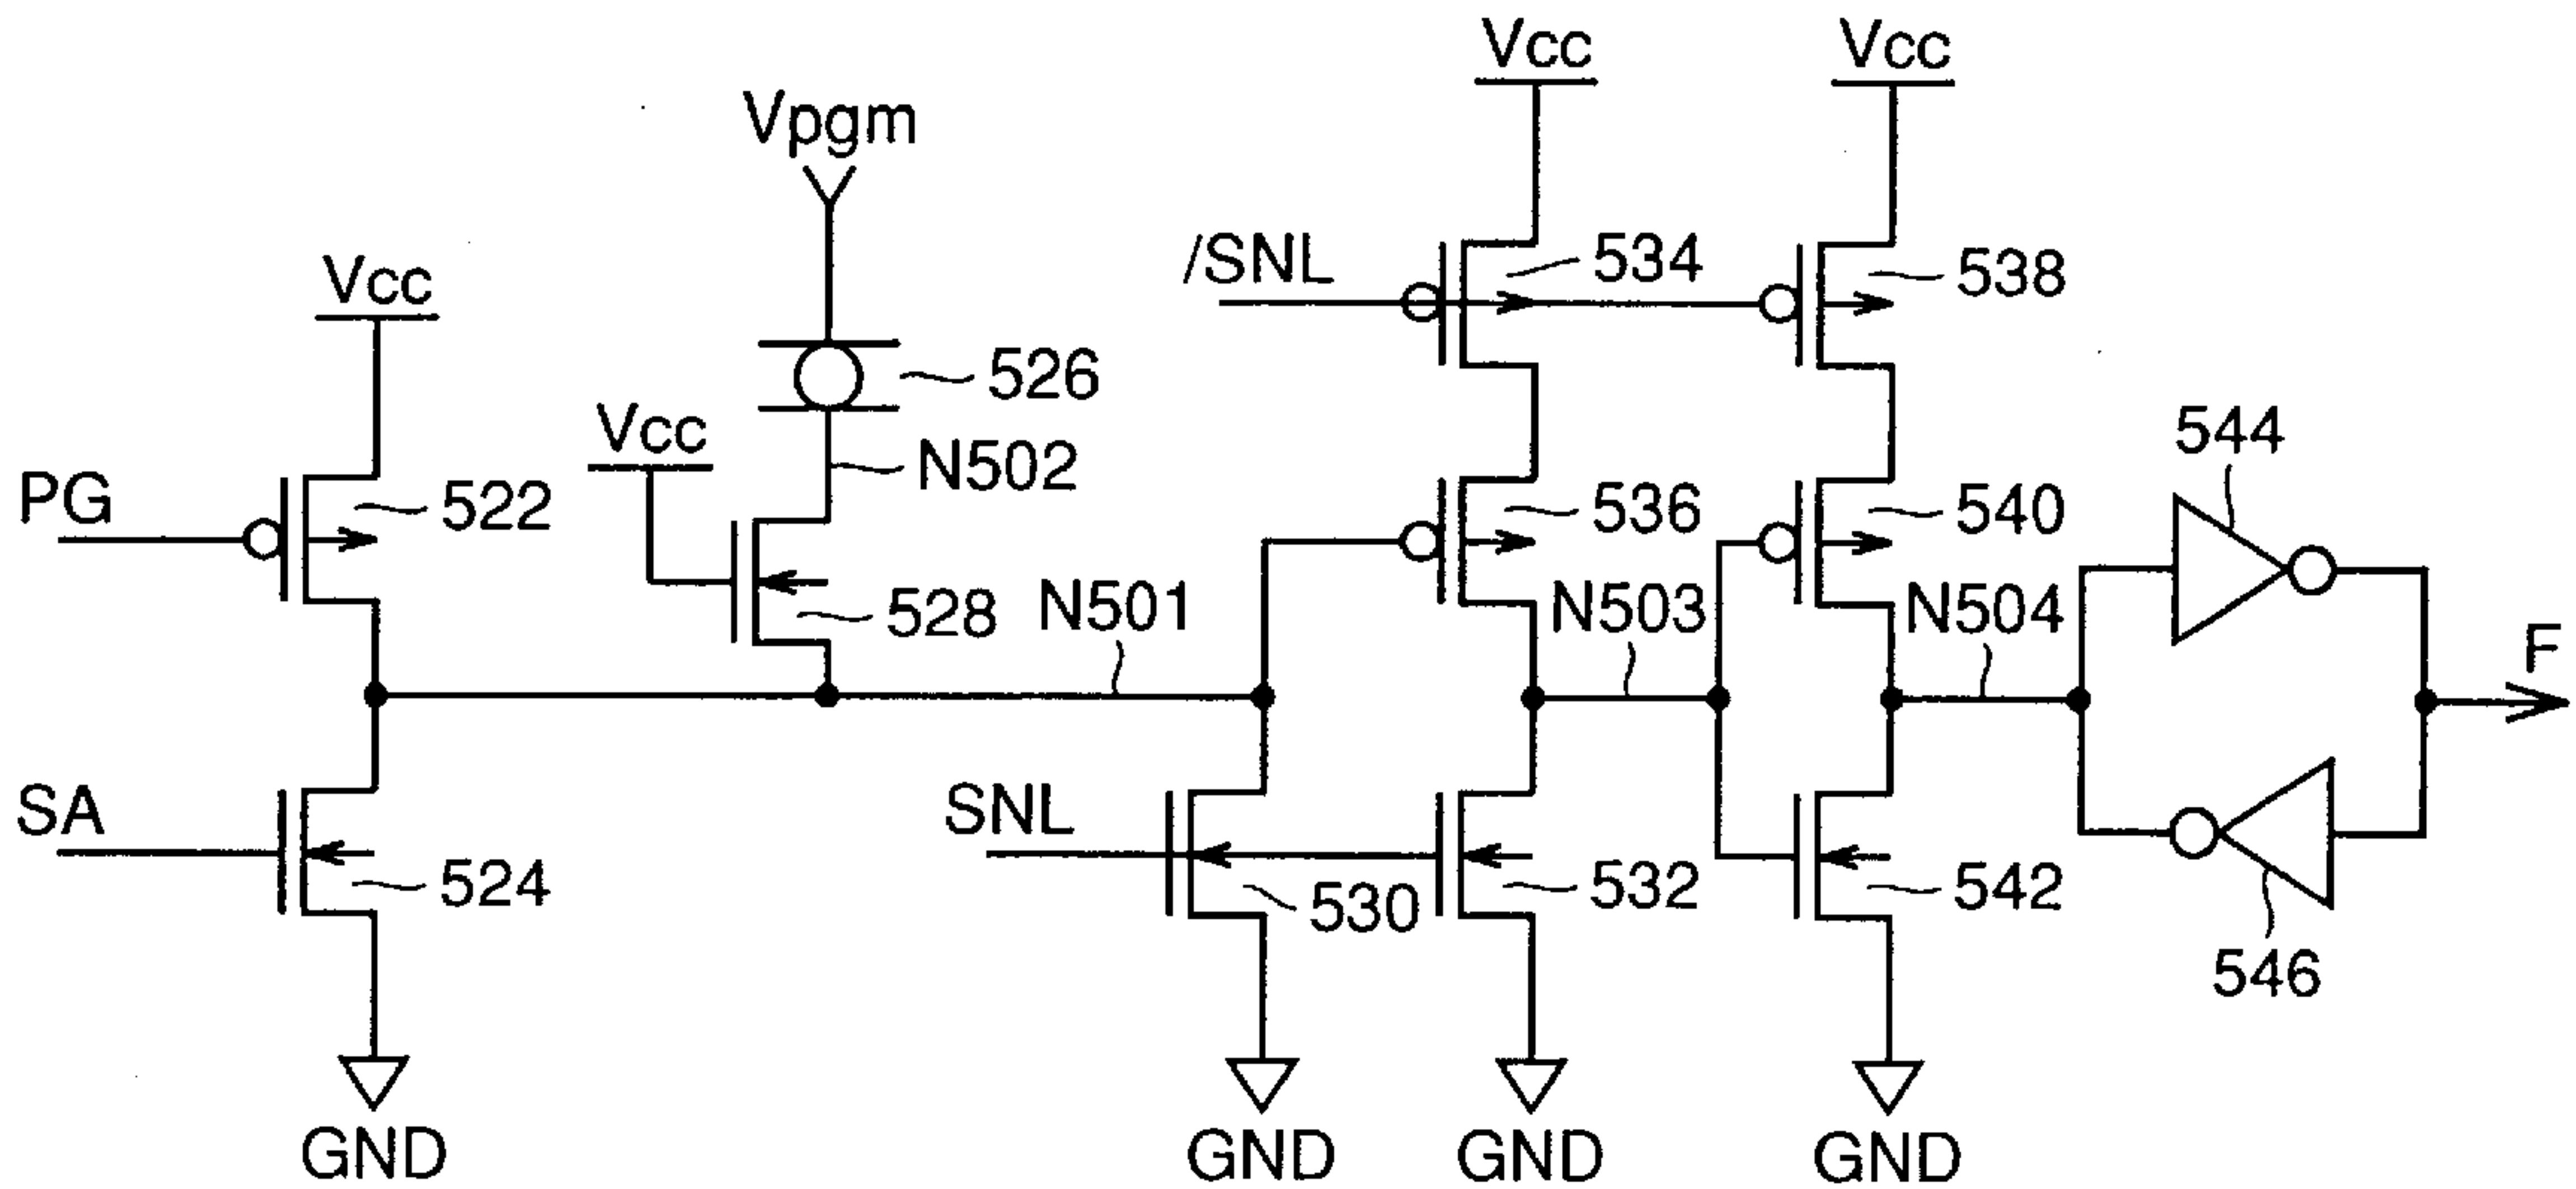 Vcc
Vcc
Vpgm
/SNL
534
538
Vcc
526
Vcc
544
N502
PG
522
536
540
528
N501
N503
N504
F
SA
SNL
524
530
532
542
546
GND
GND
GND
GND